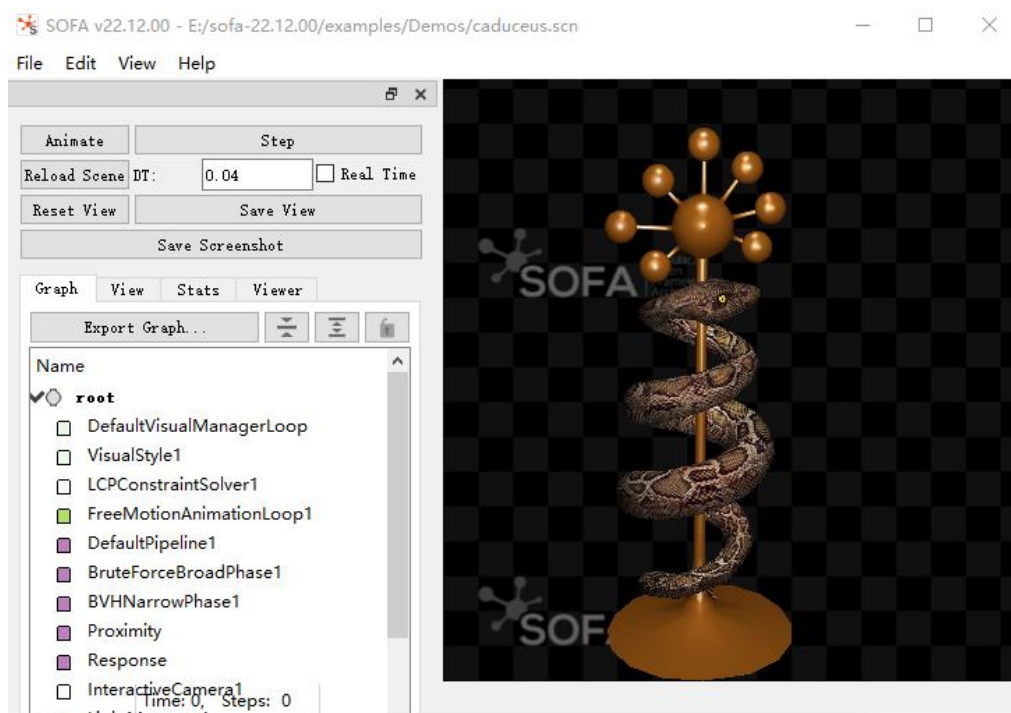 SOFA v22.12.00 - E:/sofa-22.12.00/examples/Demos/caduceus.scn
File Edit View Help
Animate Step
Reload Scene DT: 0.04 Real Time
Reset View Save View
Save Screenshot
Graph View Stats Viewer
Export Graph...
Name
root
DefaultVisualManagerLoop
VisualStyle1
LCPConstraintSolver1
FreeMotionAnimationLoop1
DefaultPipeline1
BruteForceBroadPhase1
BVHNarrowPhase1
Proximity
Response
InteractiveCamera1
Time: 0, Steps: 0
SOFA
SOF